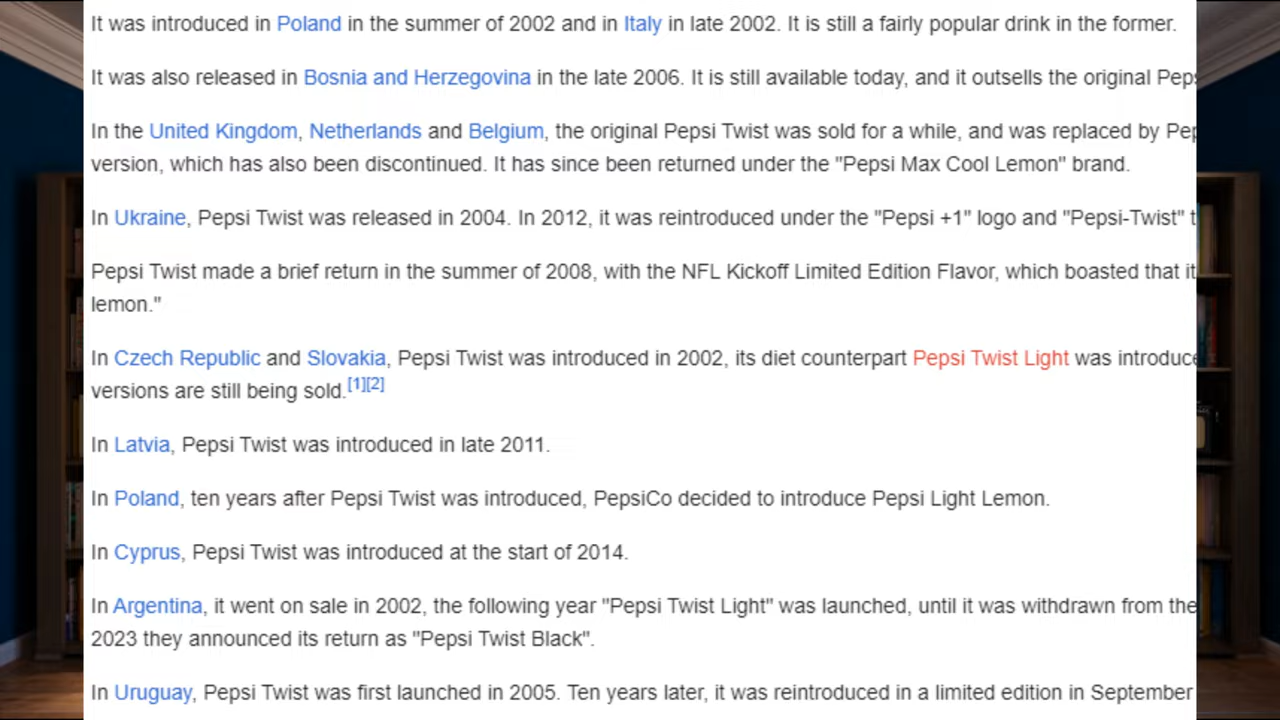 It was introduced in Poland in the summer of 2002 and in Italy in late 2002. It is still a fairly popular drink in the former.
It was also released in Bosnia and Herzegovina in the late 2006. It is still available today, and it outsells the original
In the United Kingdom, Netherlands and Belgium, the original Pepsi Twist was sold for a while, and was replaced by
version, which has also been discontinued. It has since been returned under the "Pepsi Max Cool Lemon" brand.
In Ukraine, Pepsi Twist was released in 2004. In 2012, it was reintroduced under the "Pepsi +1" logo and "Pepsi-Twist"
Pepsi Twist made a brief return in the summer of 2008, with the NFL Kickoff Limited Edition Flavor, which boasted that it
lemon."
In Czech Republic and Slovakia, Pepsi Twist was introduced in 2002, its diet counterpart Pepsi Twist Light was
versions are still being sold.[1][2]
In Latvia, Pepsi Twist was introduced in late 2011.
In Poland, ten years after Pepsi Twist was introduced, PepsiCo decided to introduce Pepsi Light Lemon.
In Cyprus, Pepsi Twist was introduced at the start of 2014.
In Argentina, it went on sale in 2002, the following year "Pepsi Twist Light" was launched, until it was withdrawn from the
2023 they announced its return as "Pepsi Twist Black".
In Uruguay, Pepsi Twist was first launched in 2005. Ten years later, it was reintroduced in a limited edition in September